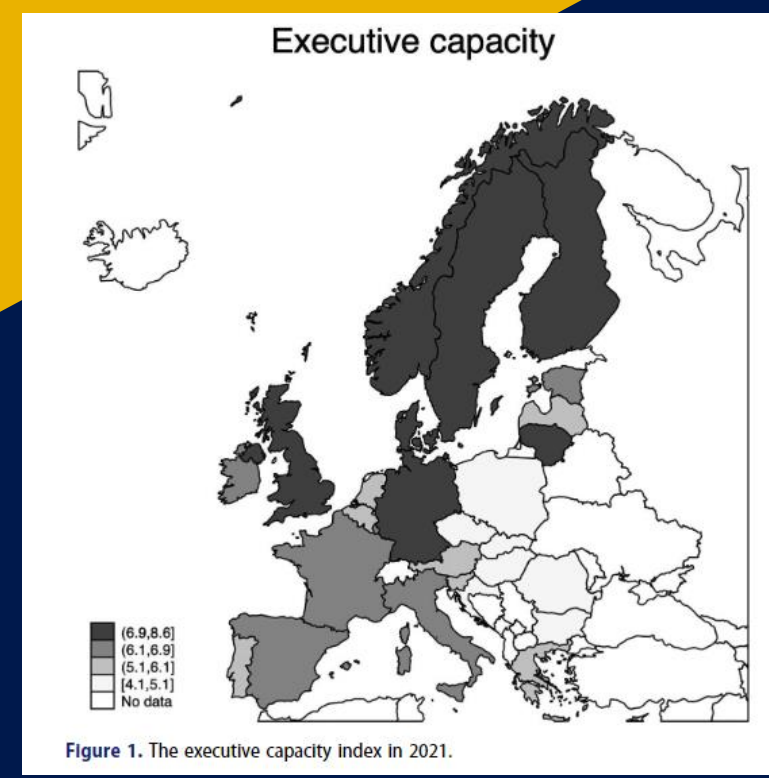 Executive capacity
(6.9,8.6]
(6.1,6.9]
(5.1,6.1]
[4.1,5.1]
No data
Figure 1. The executive capacity index in 2021.